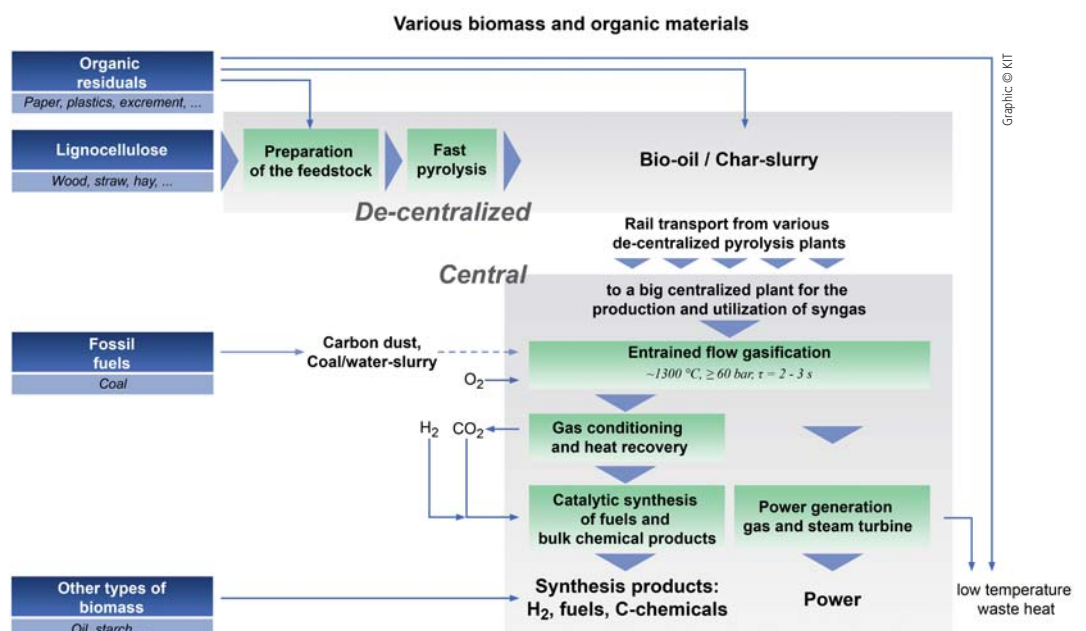 Various biomass and organic materials
Graphic © KIT
Organic
residuals
Paper, plastics, excrement, ...
Lignocellulose
Wood, straw, hay, ...
Preparation
of the feedstock
Fast
pyrolysis
Bio-oil / Char-slurry
De-centralized
Rail transport from various
de-centralized pyrolysis plants
Central
to a big centralized plant for the
production and utilization of syngas
Fossil
fuels
Coal
Carbon dust,
Coal/water-slurry
O2
Entrained flow gasification
~1300 °C, ≥ 60 bar, τ = 2 - 3 s
H2 CO2
Gas conditioning
and heat recovery
Catalytic synthesis
of fuels and
bulk chemical products
Power generation
gas and steam turbine
Other types of
biomass
Oil, starch
Synthesis products:
H2, fuels, C-chemicals
Power
low temperature
waste heat